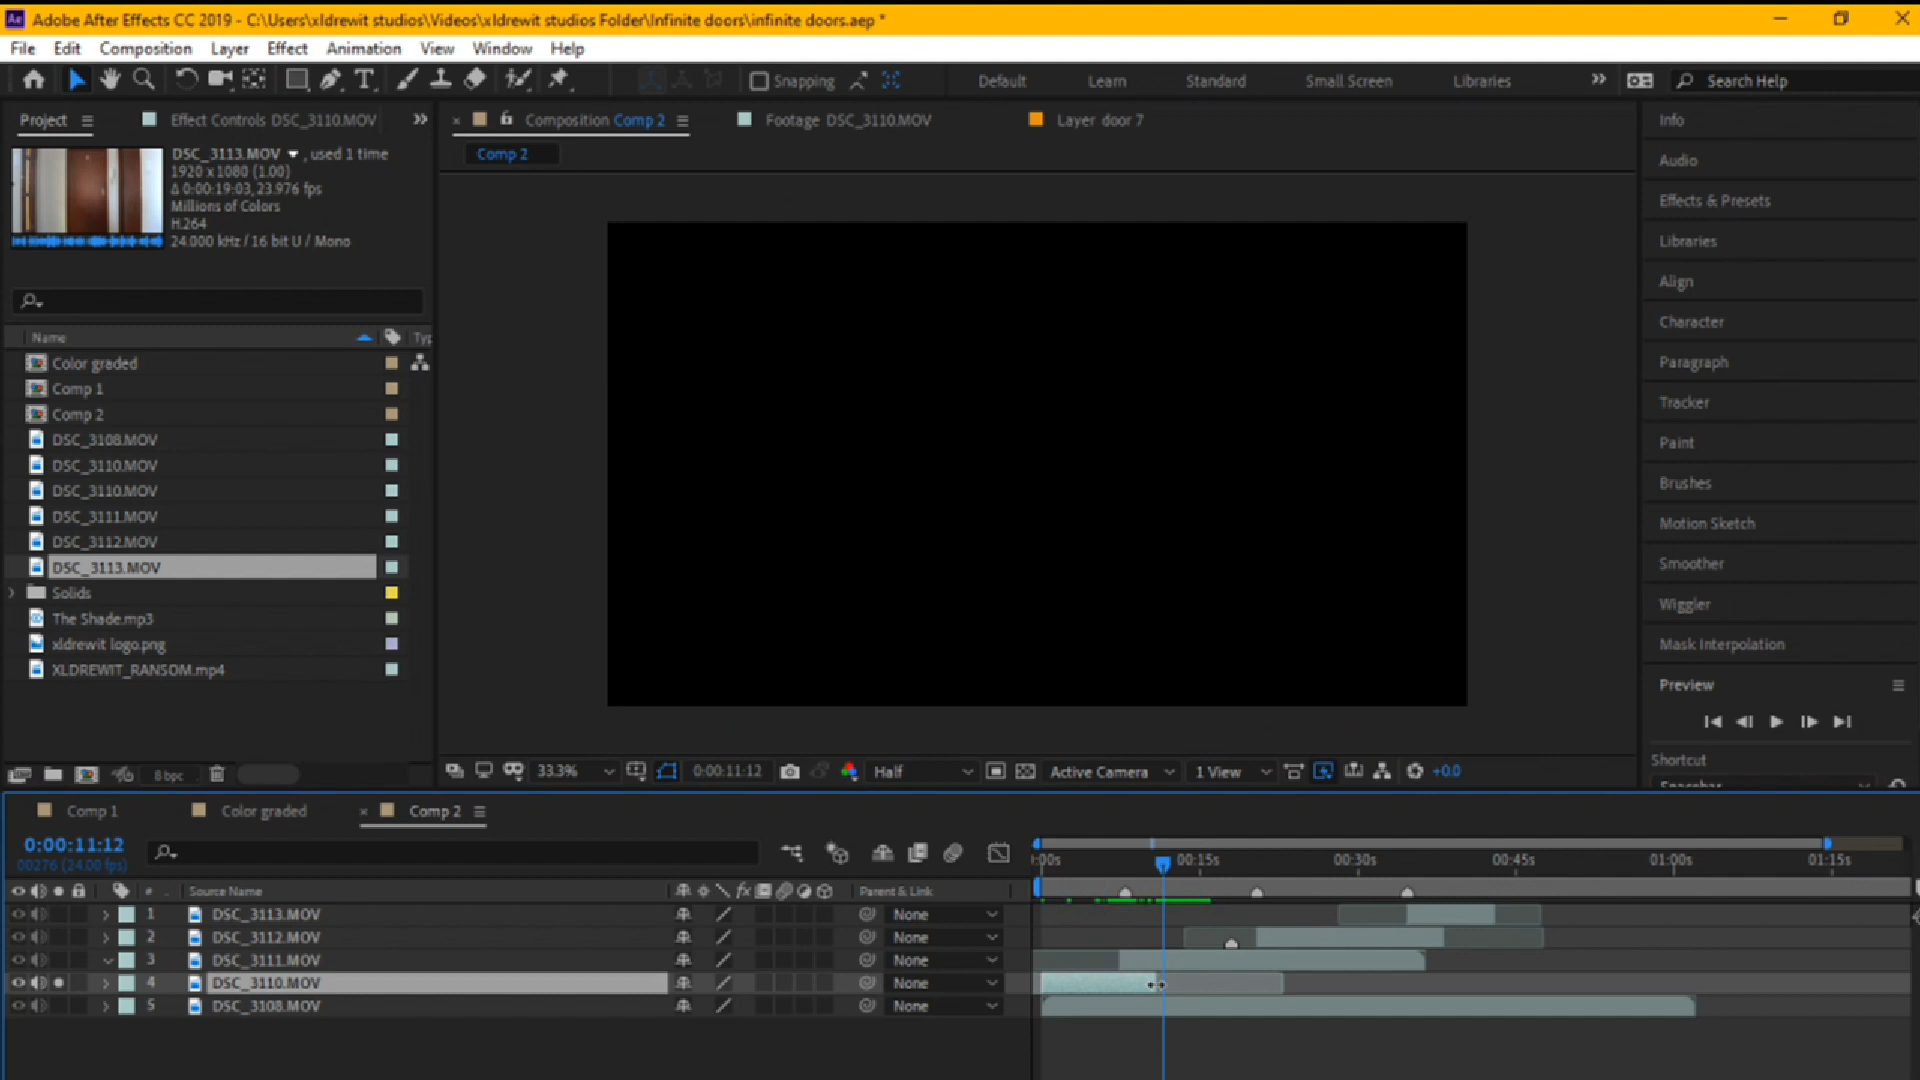 Adobe After Effects CC 2019 - C:\Users\xldrewit studios\Videos\xldrewit studios Folder\Infinite doors\infinite doors.aep *
File Edit Composition Layer Effect Animation View Window Help
Snapping Default Learn Standard Small Screen Libraries Search Help
Project Effect Controls DSC_3110.MOV Composition Comp 2 Footage DSC_3110.MOV Layer door 7
Comp 2
DSC_3113.MOV , used 1 time
1920 x 1080 (1.00)
Δ 0:00:19:03, 23.976 fps
Millions of Colors
H.264
24.000 kHz / 16 bit U / Mono
Name Typ
Color graded
Comp 1
Comp 2
DSC_3108.MOV
DSC_3110.MOV
DSC_3110.MOV
DSC_3111.MOV
DSC_3112.MOV
DSC_3113.MOV
Solids
The Shade.mp3
xldrewit logo.png
XLDREWIT_RANSOM.mp4
8 bpc
33.3% 0:00:11:12 Half Active Camera 1 View +0.0
Info
Audio
Effects & Presets
Libraries
Align
Character
Paragraph
Tracker
Paint
Brushes
Motion Sketch
Smoother
Wiggler
Mask Interpolation
Preview
Shortcut
Spacebar
Comp 1 Color graded Comp 2
0:00:11:12
00276 (24.00 fps)
:00s 00:15s 00:30s 00:45s 01:00s 01:15s
# Source Name fx Parent & Link
1 DSC_3113.MOV None
2 DSC_3112.MOV None
3 DSC_3111.MOV None
4 DSC_3110.MOV None
5 DSC_3108.MOV None